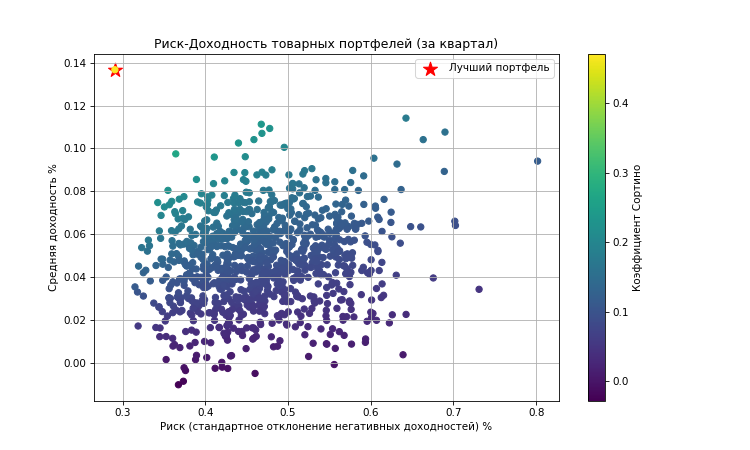 Риск-Доходность товарных портфелей (за квартал)
Лучший портфель
Средняя доходность %
0.14
0.12
0.10
0.08
0.06
0.04
0.02
0.00
0.3 0.4 0.5 0.6 0.7 0.8
Риск (стандартное отклонение негативных доходностей) %
0.4
0.3
0.2
0.1
0.0
Коэффициент Сортино